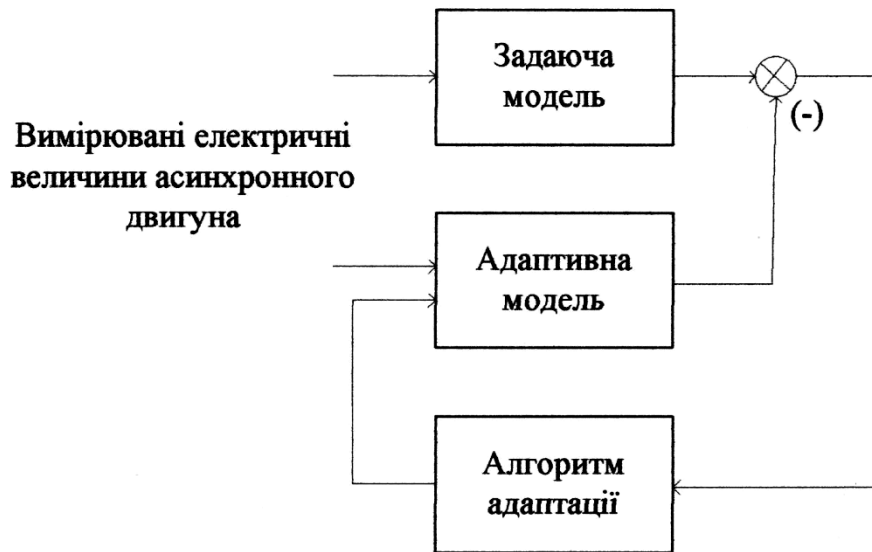 Задаюча
модель
(-)
Вимірювані електричні
величини асинхронного
двигуна
Адаптивна
модель
Алгоритм
адаптації